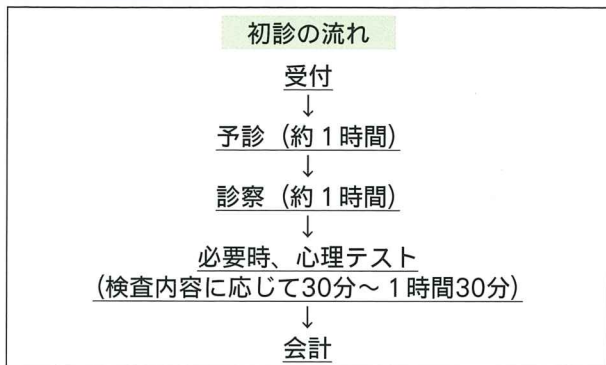 初診の流れ
受付
↓
予診（約１時間）
↓
診察（約１時間）
↓
必要時、心理テスト
（検査内容に応じて30分～１時間30分）
↓
会計